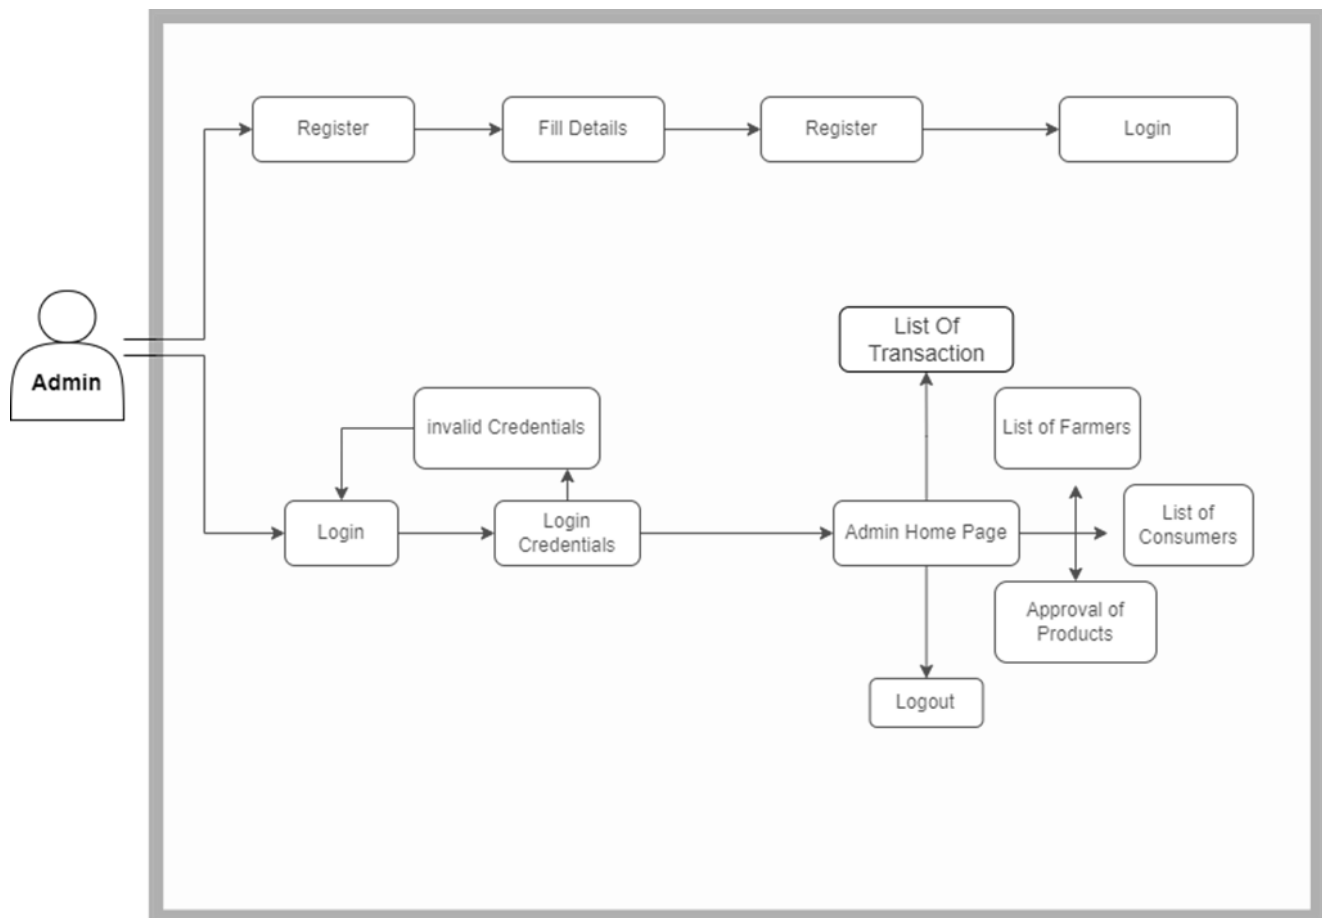 Register
Fill Details
Register
Login
Admin
List Of
Transaction
invalid Credentials
List of Farmers
Login
Login
Credentials
Admin Home Page
List of
Consumers
Approval of
Products
Logout